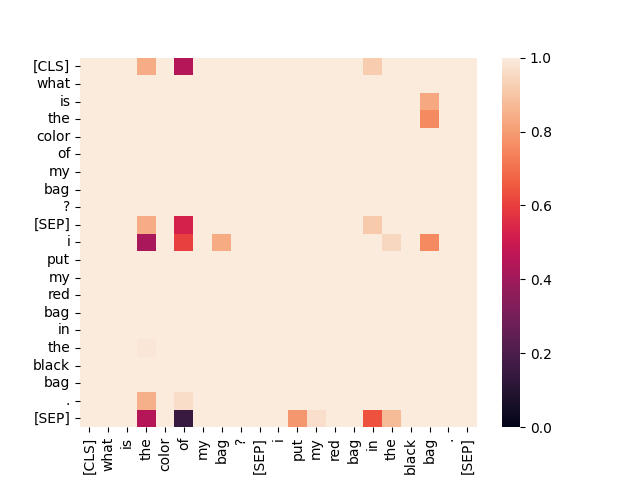 [CLS]
what
is
the
color
of
my
bag
?
[SEP]
i
put
my
red
bag
in
the
black
bag
.
[SEP]
[CLS]
what
is
the
color
of
my
bag
?
[SEP]
i
put
my
red
bag
in
the
black
bag
.
[SEP]
1.0
0.8
0.6
0.4
0.2
0.0